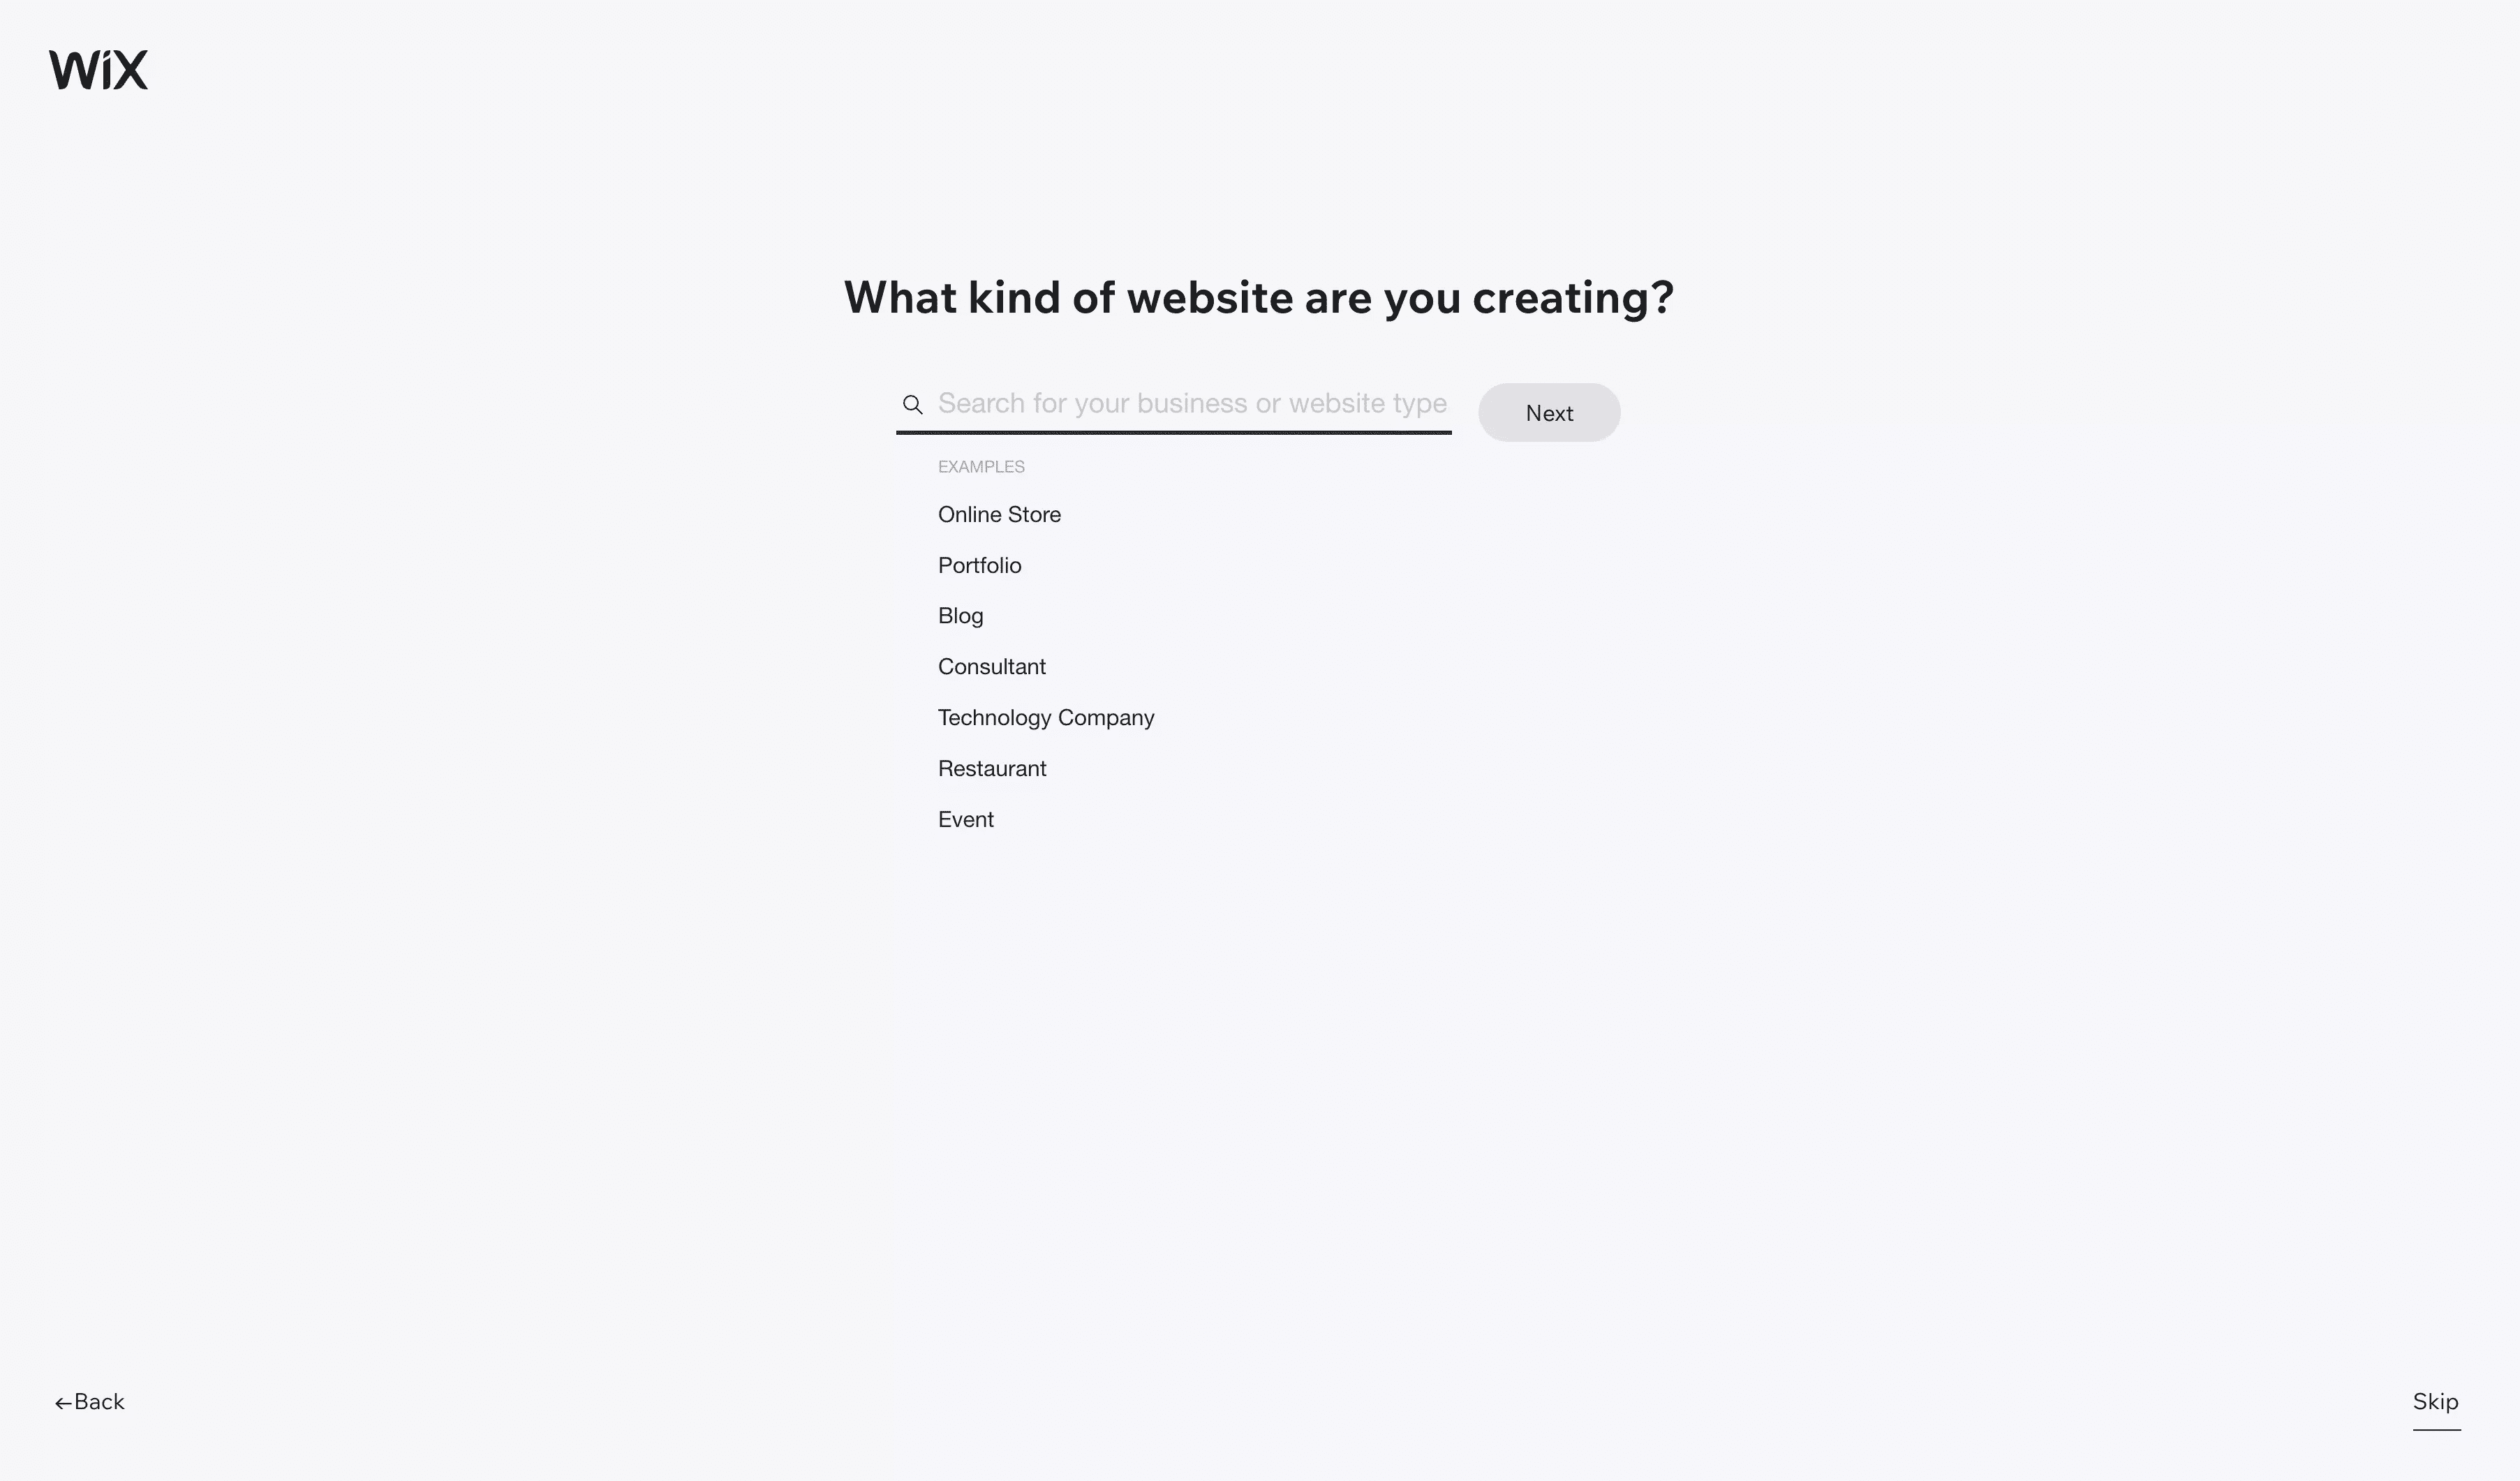 WiX
What kind of website are you creating?
Search for your business or website type
Next
EXAMPLES
Online Store
Portfolio
Blog
Consultant
Technology Company
Restaurant
Event
←Back
Skip